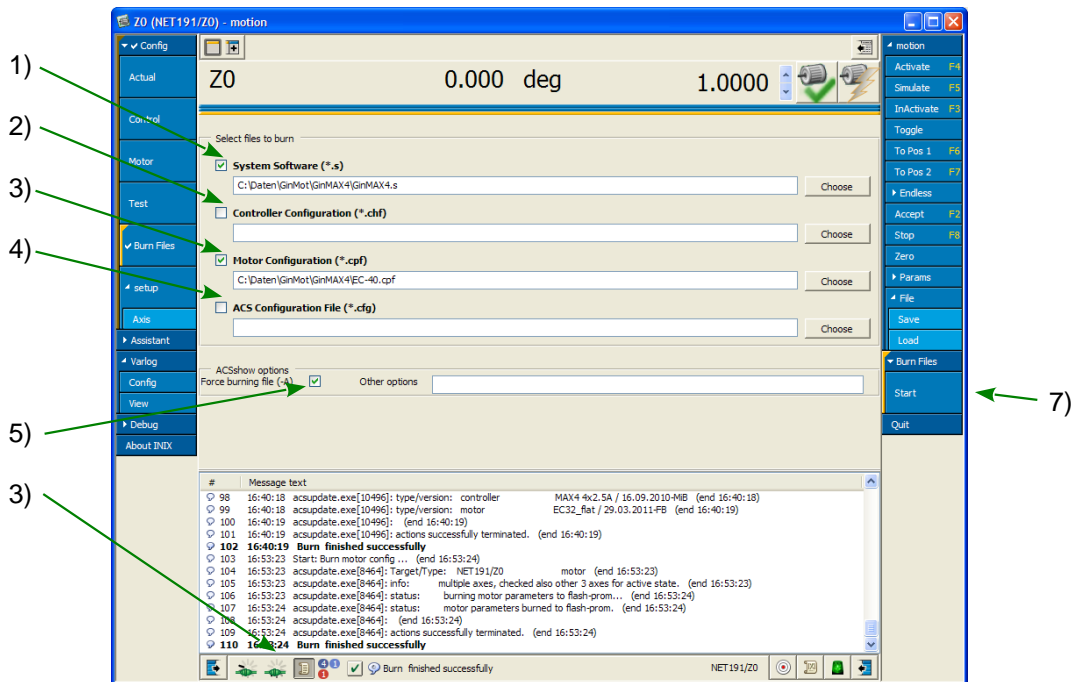 Z0 (NET191/Z0) - motion
Config
Actual
Control
Motor
Test
Burn Files
setup
Axis
Assistant
Varlog
Config
View
Debug
About INIX
1)
2)
3)
4)
5)
3)
7)
Z0 0.000 deg 1.0000
Select files to burn
System Software (*.s)
C:\Daten\GinMot\GinMAX4\GinMAX4.s
Choose
Controller Configuration (*.chf)
Choose
Motor Configuration (*.cpf)
C:\Daten\GinMot\GinMAX4\EC-40.cpf
Choose
ACS Configuration File (*.cfg)
Choose
ACSshow options
Force burning file (-A) Other options
# Message text
98 16:40:18 acsupdate.exe[10496]: type/version: controller MAX4 4x2.5A / 16.09.2010-MiB (end 16:40:18)
99 16:40:19 acsupdate.exe[10496]: type/version: motor EC32_flat / 29.03.2011-FB (end 16:40:19)
100 16:40:19 acsupdate.exe[10496]: (end 16:40:19)
101 16:40:19 acsupdate.exe[10496]: actions successfully terminated. (end 16:40:19)
102 16:40:19 Burn finished successfully
103 16:53:23 Start: Burn motor config ... (end 16:53:24)
104 16:53:23 acsupdate.exe[8464]: Target/Type: NET191/Z0 motor (end 16:53:23)
105 16:53:23 acsupdate.exe[8464]: info: multiple axes, checked also other 3 axes for active state. (end 16:53:23)
106 16:53:23 acsupdate.exe[8464]: status: burning motor parameters to flash-prom... (end 16:53:24)
107 16:53:24 acsupdate.exe[8464]: status: motor parameters burned to flash-prom. (end 16:53:24)
108 16:53:24 acsupdate.exe[8464]: (end 16:53:24)
109 16:53:24 acsupdate.exe[8464]: actions successfully terminated. (end 16:53:24)
110 16:53:24 Burn finished successfully
4 1
1
Burn finished successfully NET191/Z0
motion
Activate F4
Simulate F5
InActivate F3
Toggle
To Pos 1 F6
To Pos 2 F7
Endless
Accept F2
Stop F8
Zero
Params
File
Save
Load
Burn Files
Start
Quit